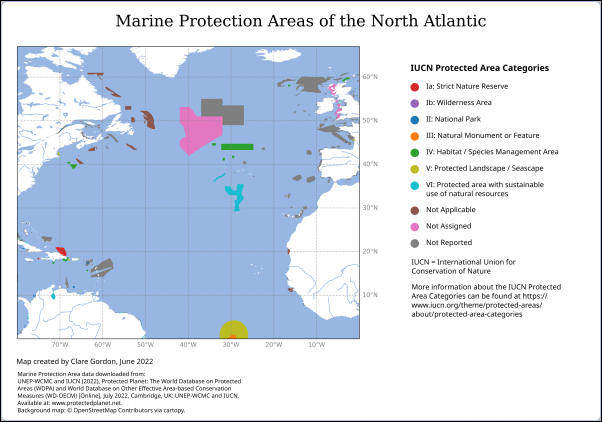 Marine Protection Areas of the North Atlantic
60°N
50°N
40°N
30°N
20°N
10°N
70°W
60°W
50°W
40°W
30°W
20°W
10°W
IUCN Protected Area Categories
Ia: Strict Nature Reserve
Ib: Wilderness Area
II: National Park
III: Natural Monument or Feature
IV: Habitat / Species Management Area
V: Protected Landscape / Seascape
VI: Protected area with sustainable
use of natural resources
Not Applicable
Not Assigned
Not Reported
IUCN = International Union for
Conservation of Nature
More information about the IUCN Protected
Area Categories can be found at https://
www.iucn.org/theme/protected-areas/
about/protected-area-categories
Map created by Clare Gordon, June 2022
Marine Protection Area data downloaded from:
UNEP-WCMC and IUCN (2022), Protected Planet: The World Database on Protected
Areas (WDPA) and World Database on Other Effective Area-based Conservation
Measures (WD-OECM) [Online], July 2022, Cambridge, UK: UNEP-WCMC and IUCN.
Available at: www.protectedplanet.net.
Background map: © OpenStreetMap Contributors via cartopy.